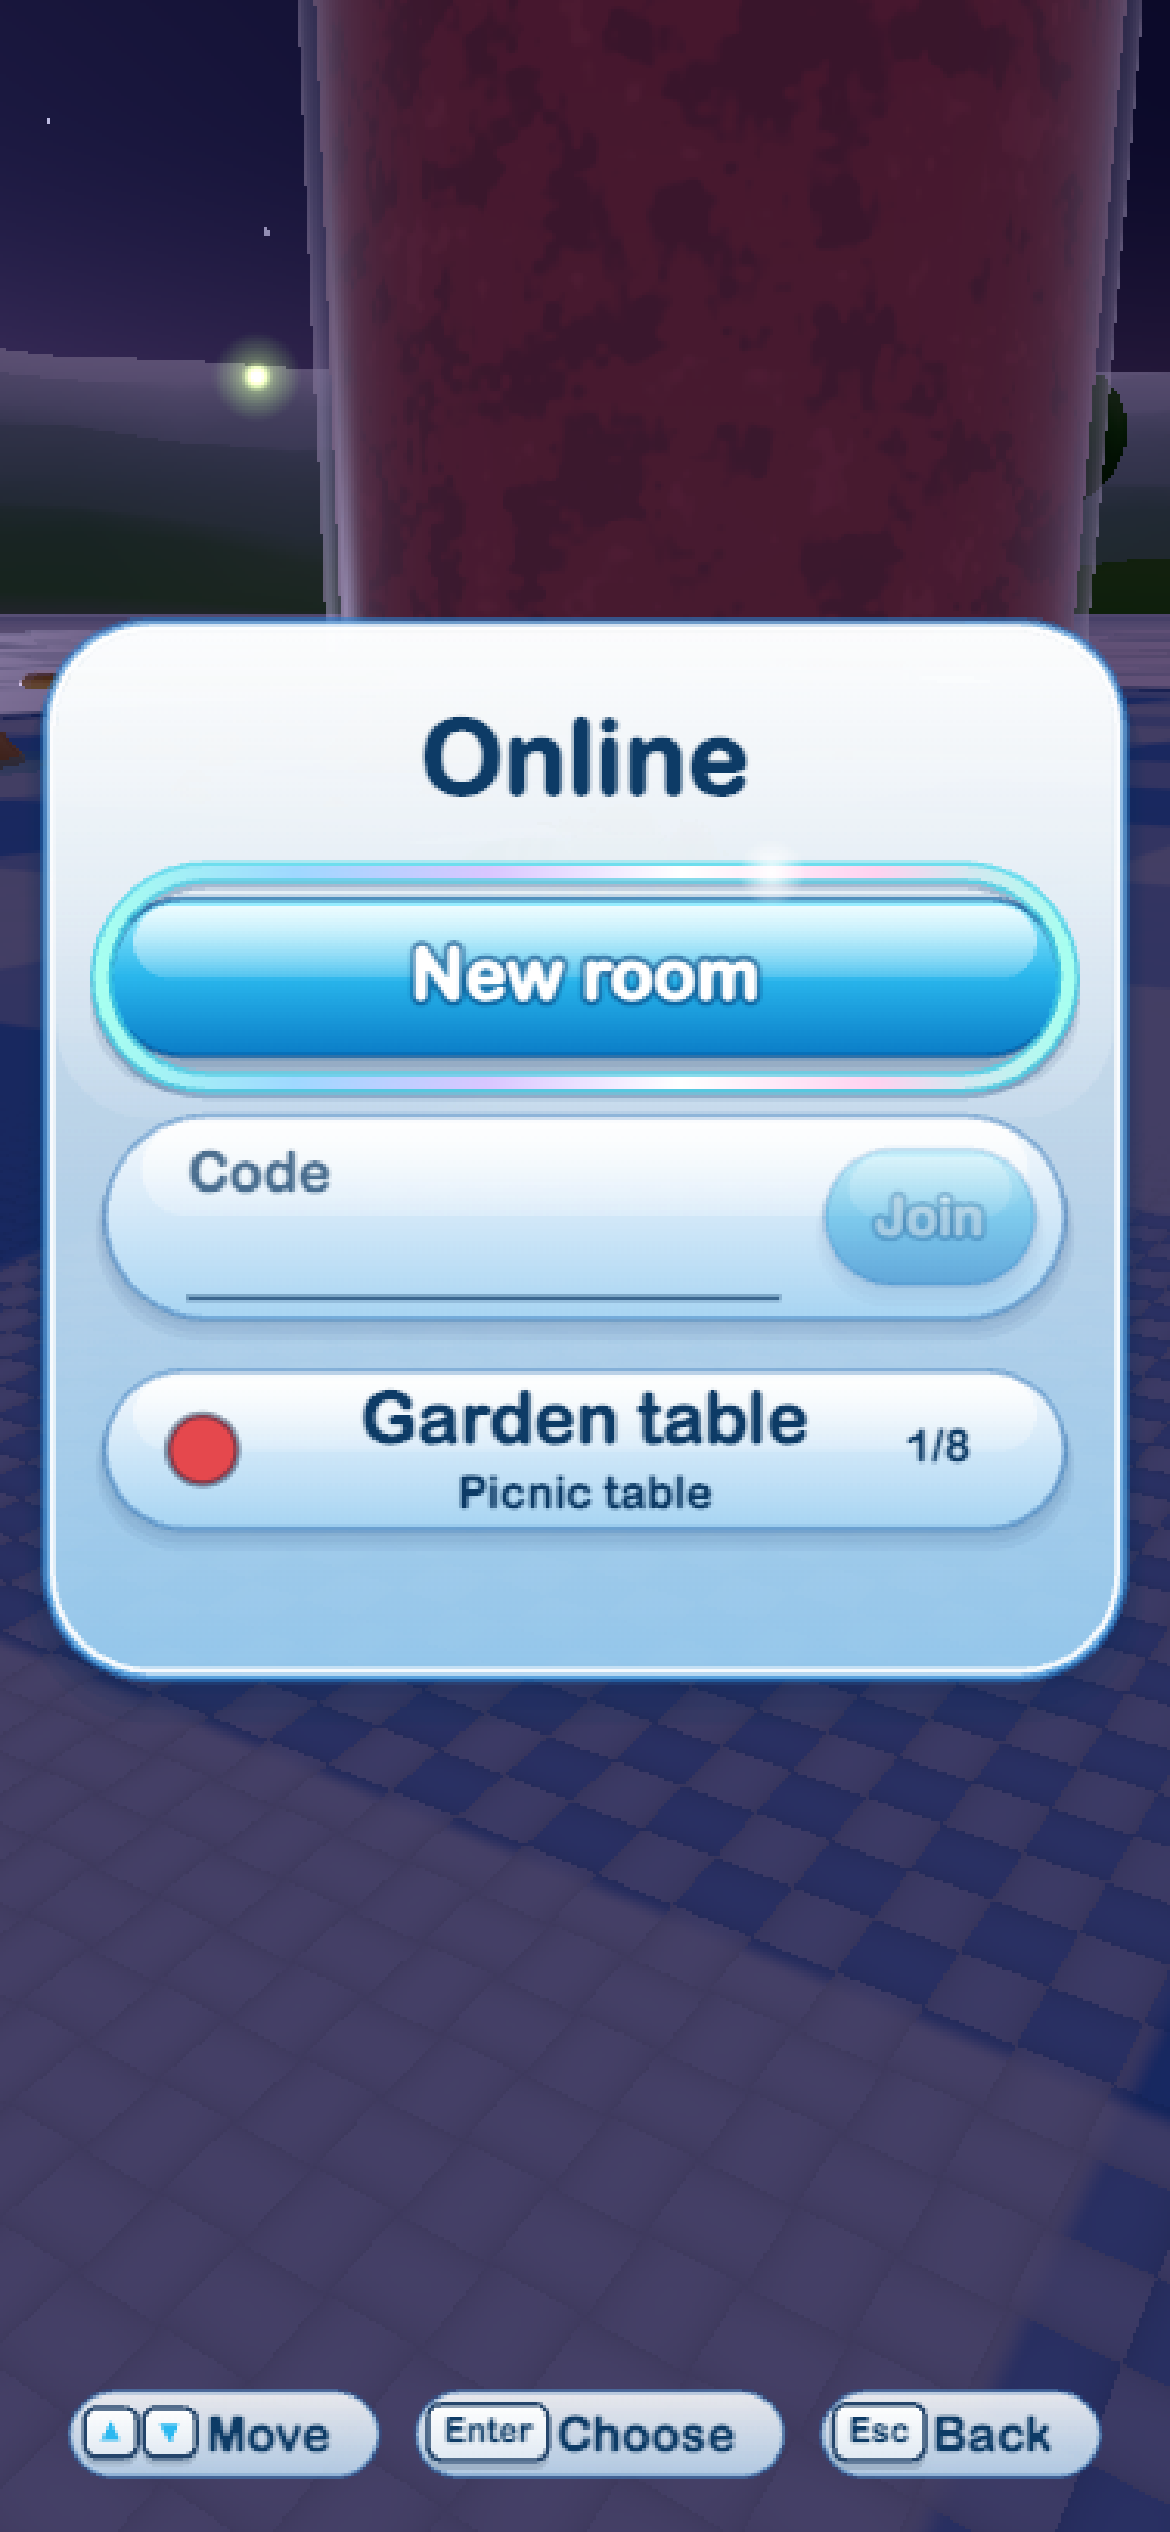 Online
New room
Code
Join
Garden table
1/8
Picnic table
▲ ▼ Move
Enter Choose
Esc Back